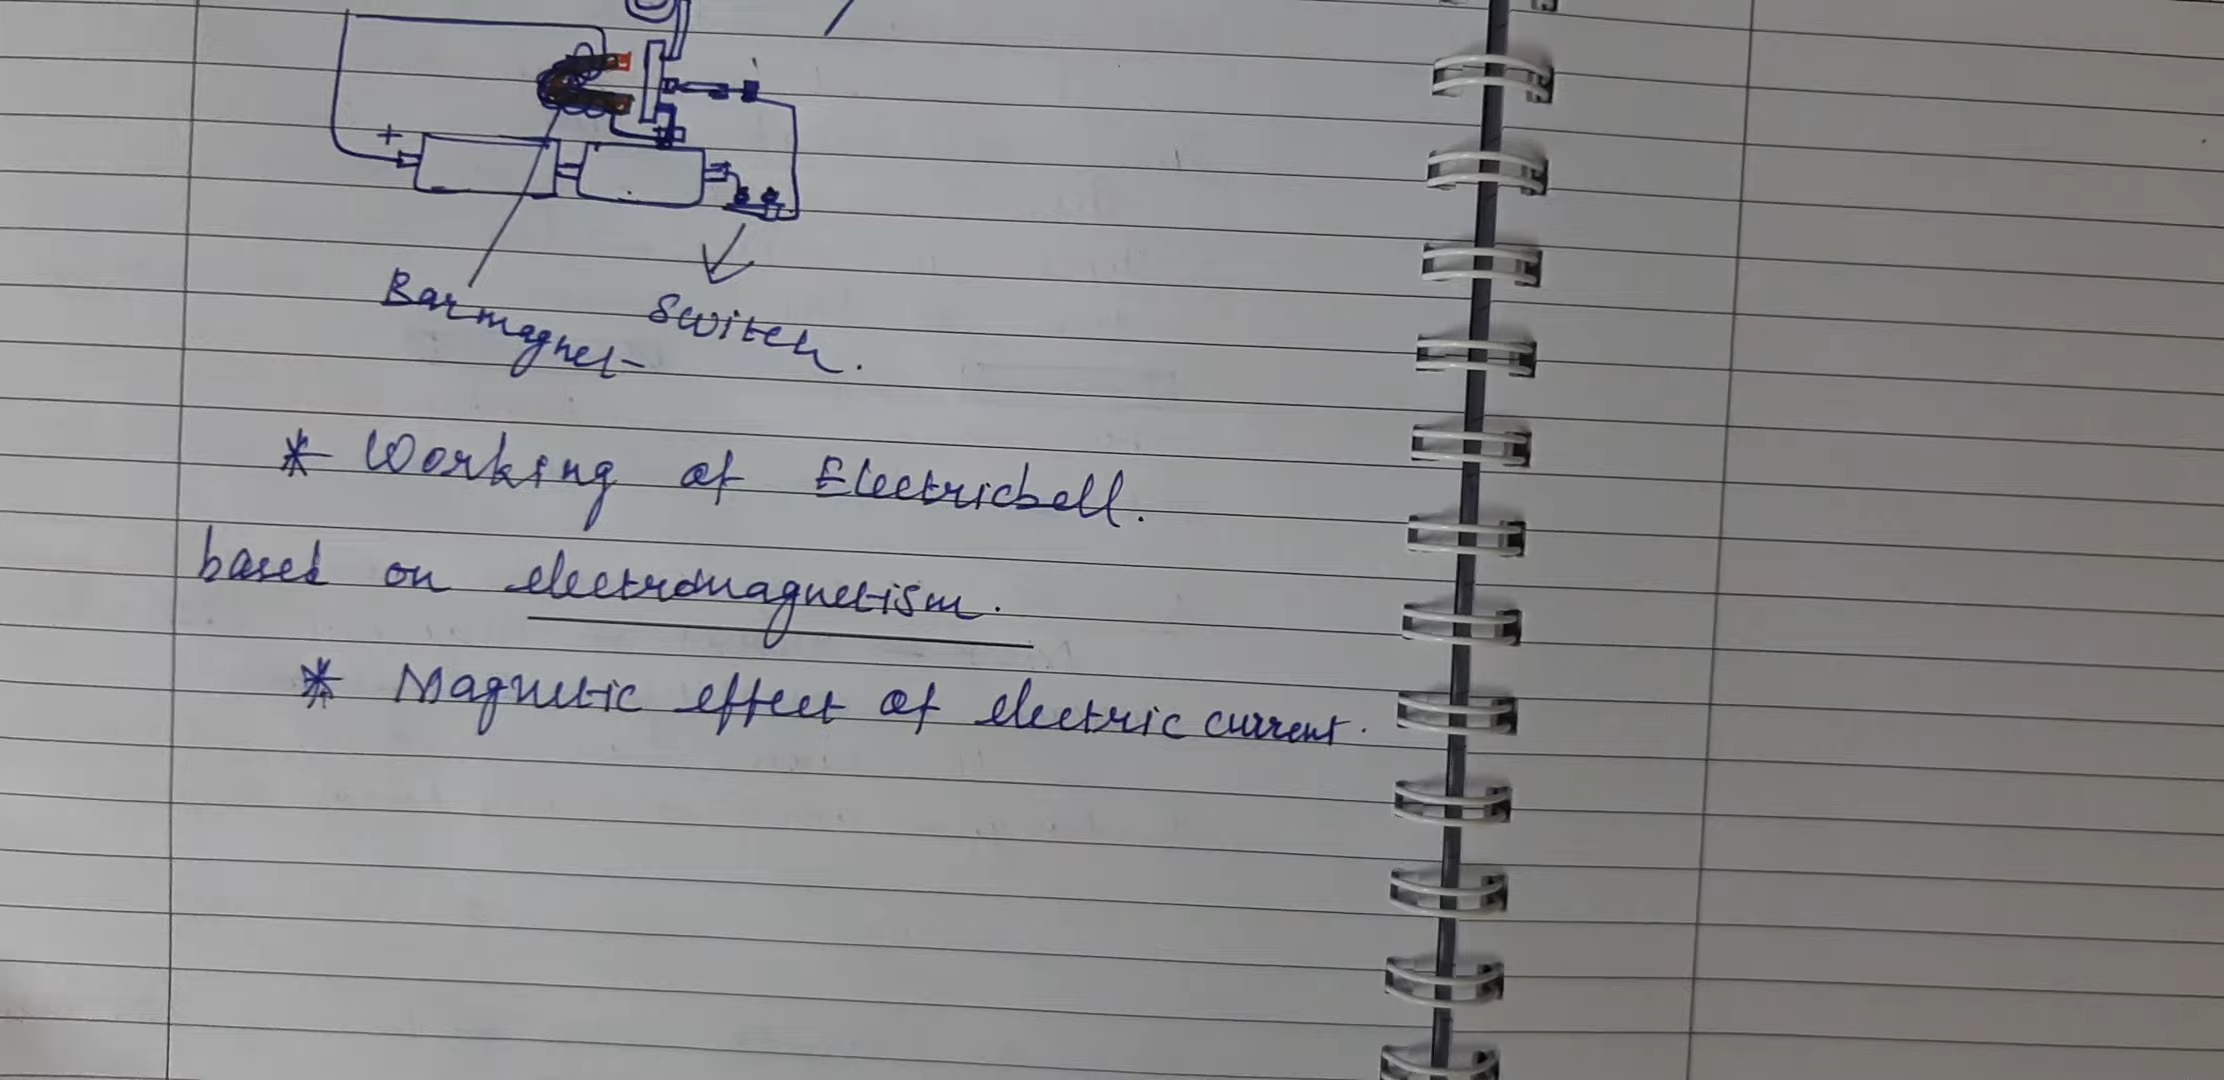 +
Barmagnet
Switch.
* Working of Electricbell.
based on electromagnetism.
* Magnetic effect of electric current.